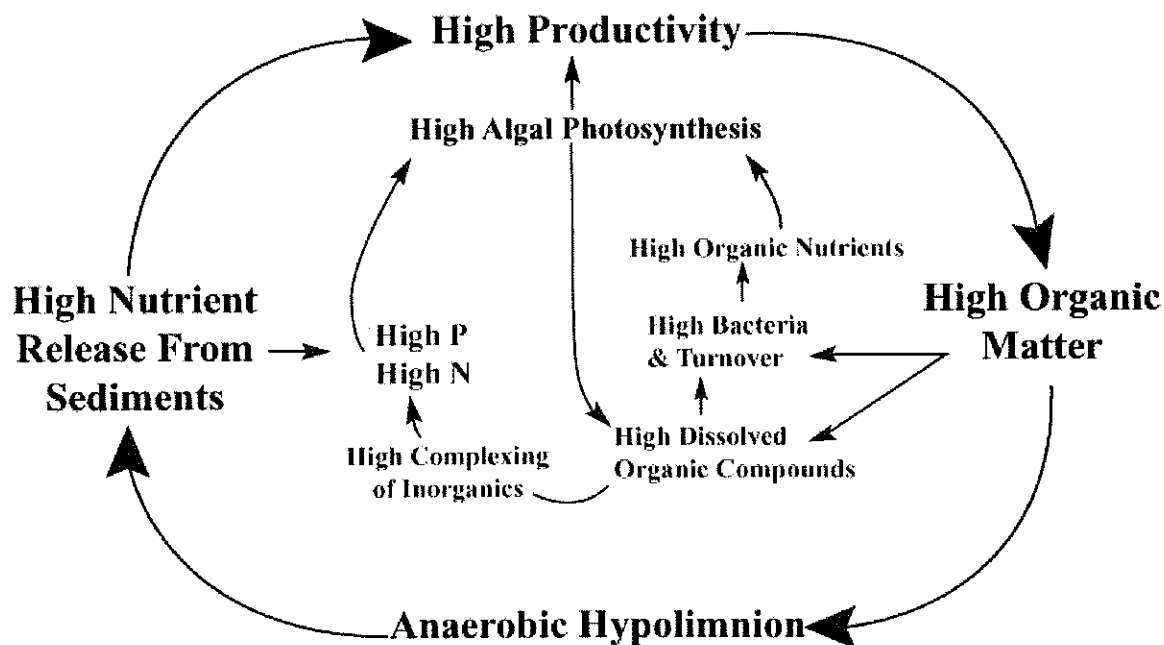 High Productivity
High Algal Photosynthesis
High Organic Nutrients
High Nutrient
Release From
Sediments
High P
High N
High Bacteria
& Turnover
High Organic
Matter
High Complexing
of Inorganics
High Dissolved
Organic Compounds
Anaerobic Hypolimnion